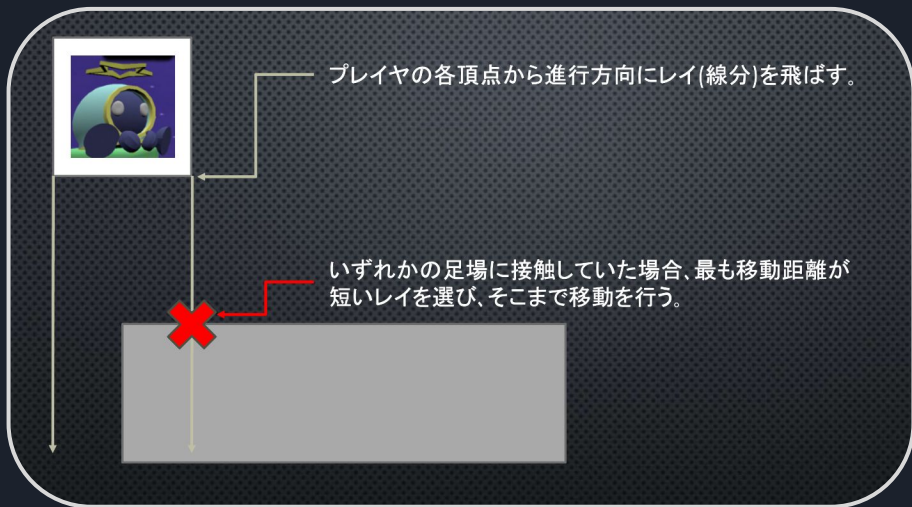 プレイヤの各頂点から進行方向にレイ(線分)を飛ばす。
いずれかの足場に接触していた場合、最も移動距離が
短いレイを選び、そこまで移動を行う。